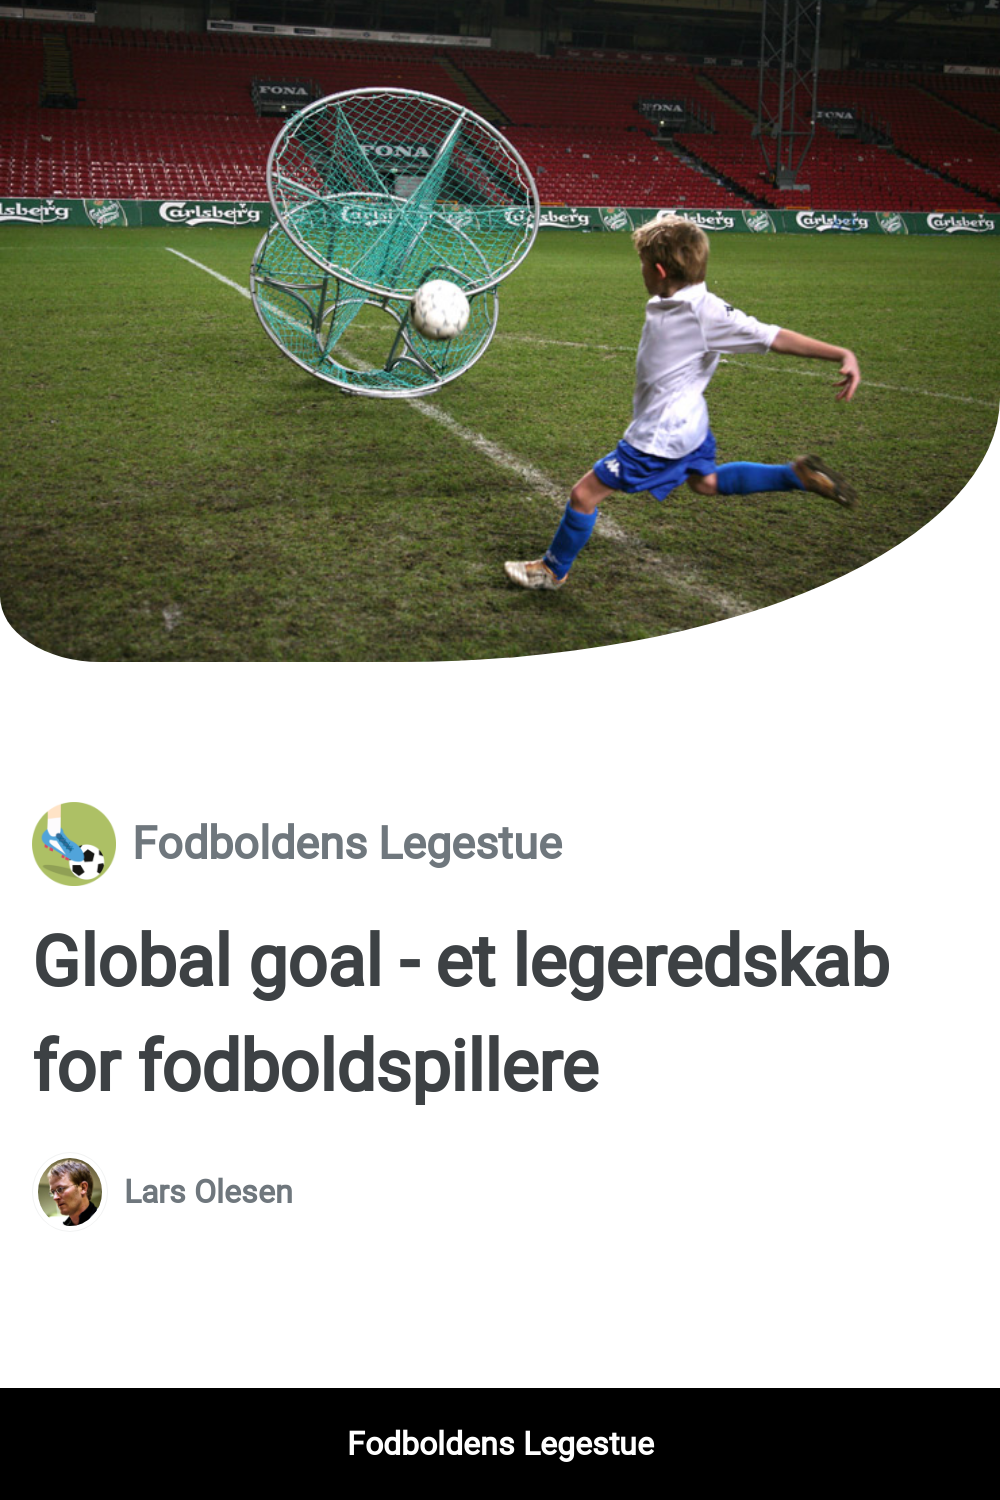 FONA
FONA
FONA
FONA
Carlsberg Carlsberg Carlsberg Carlsberg Carlsberg Carlsberg Carlsberg
Fodboldens Legestue
Global goal - et legeredskab
for fodboldspillere
Lars Olesen
Fodboldens Legestue